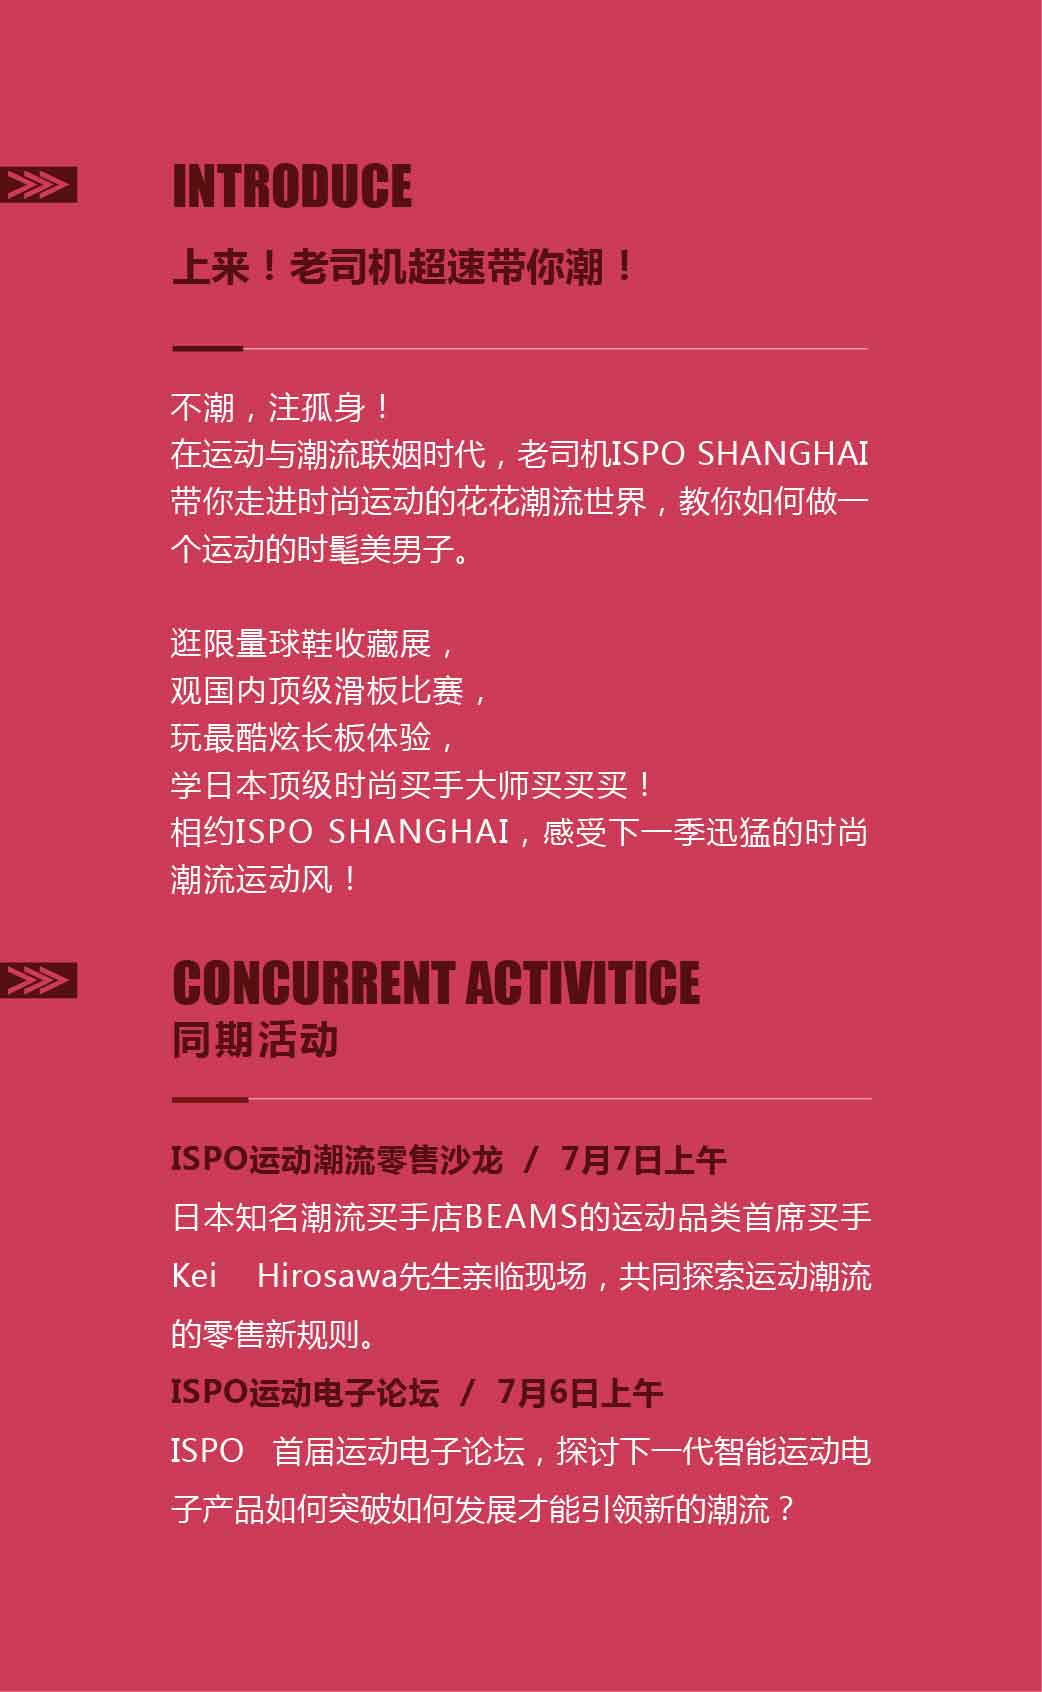 INTRODUCE
上来！老司机超速带你潮！
不潮，注孤身！
在运动与潮流联姻时代，老司机ISPO SHANGHAI
带你走进时尚运动的花花潮流世界，教你如何做一
个运动的时髦美男子。
逛限量球鞋收藏展，
观国内顶级滑板比赛，
玩最酷炫长板体验，
学日本顶级时尚买手大师买买买！
相约ISPO SHANGHAI，感受下一季迅猛的时尚
潮流运动风！
CONCURRENT ACTIVITICE
同期活动
ISPO运动潮流零售沙龙 / 7月7日上午
日本知名潮流买手店BEAMS的运动品类首席买手
Kei Hirosawa先生亲临现场，共同探索运动潮流
的零售新规则。
ISPO运动电子论坛 / 7月6日上午
ISPO 首届运动电子论坛，探讨下一代智能运动电
子产品如何突破如何发展才能引领新的潮流？